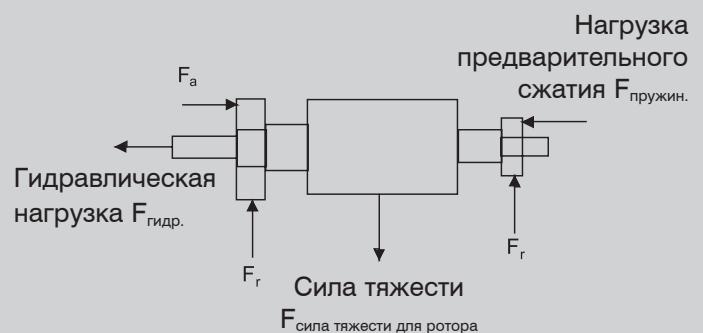 Нагрузка
предварительного
сжатия Fпружин.
Fa
Гидравлическая
нагрузка Fгидр.
Fr
Fr
Сила тяжести
Fсила тяжести для ротора